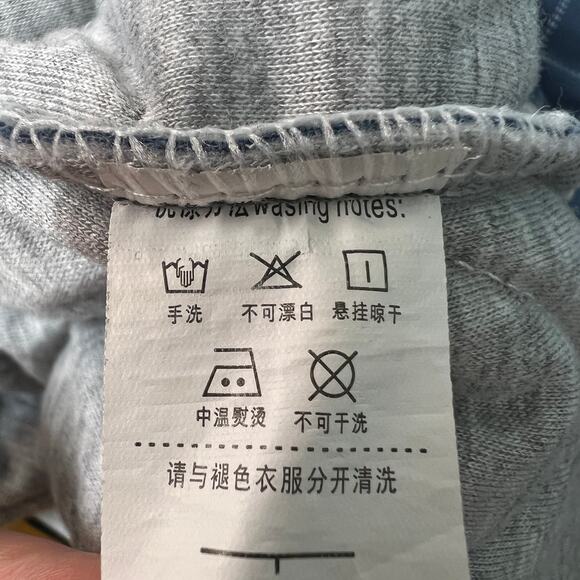 洗涤方法wasing notes:
手洗 不可漂白 悬挂晾干
中温熨烫 不可干洗
请与褪色衣服分开清洗